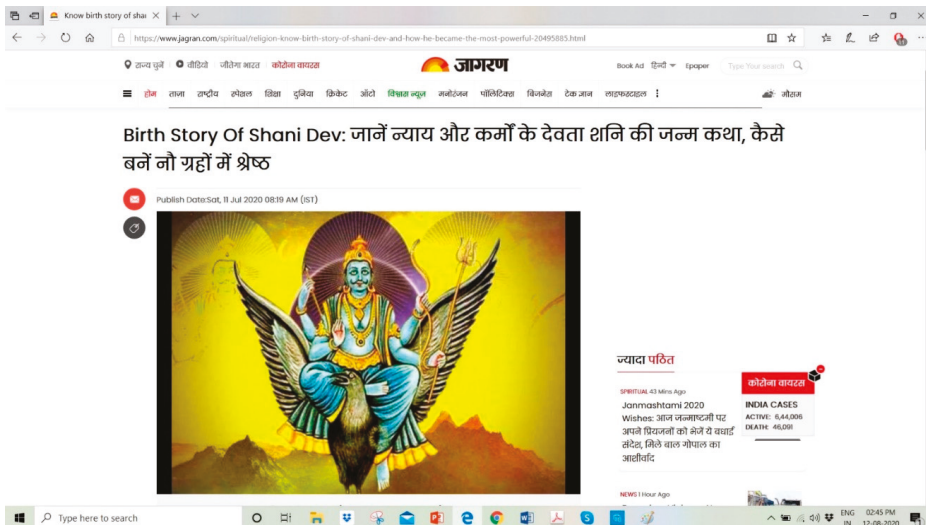 Know birth story of shar
https://www.jagran.com/spiritual/religion-know-birth-story-of-shani-dev-and-how-he-became-the-most-powerful-20495885.html
राज्य चुनें वीडियो जीतेगा भारत कोरोना वायरस जागरण Book Ad हिन्दी Epaper Type Your search
होम ताज़ा राष्ट्रीय स्पेशल शिक्षा दुनिया क्रिकेट ऑटो विश्वास न्यूज़ मनोरंजन पॉलिटिक्स बिजनेस टेक ज्ञान लाइफस्टाइल मौसम
Birth Story Of Shani Dev: जानें न्याय और कर्मों के देवता शनि की जन्म कथा, कैसे
बनें नौ ग्रहों में श्रेष्ठ
Publish Date:Sat, 11 Jul 2020 08:19 AM (IST)
ज्यादा पठित
SPIRITUAL 43 Mins Ago
Janmashtami 2020
Wishes: आज जन्माष्टमी पर
अपने प्रियजनों को भेजें ये बधाई
संदेश, मिले बाल गोपाल का
आशीर्वाद
कोरोना वायरस
INDIA CASES
ACTIVE: 6,44,006
DEATH: 46,091
NEWS 1 Hour Ago
Type here to search
ENG 02:45 PM
IN 12-08-2020